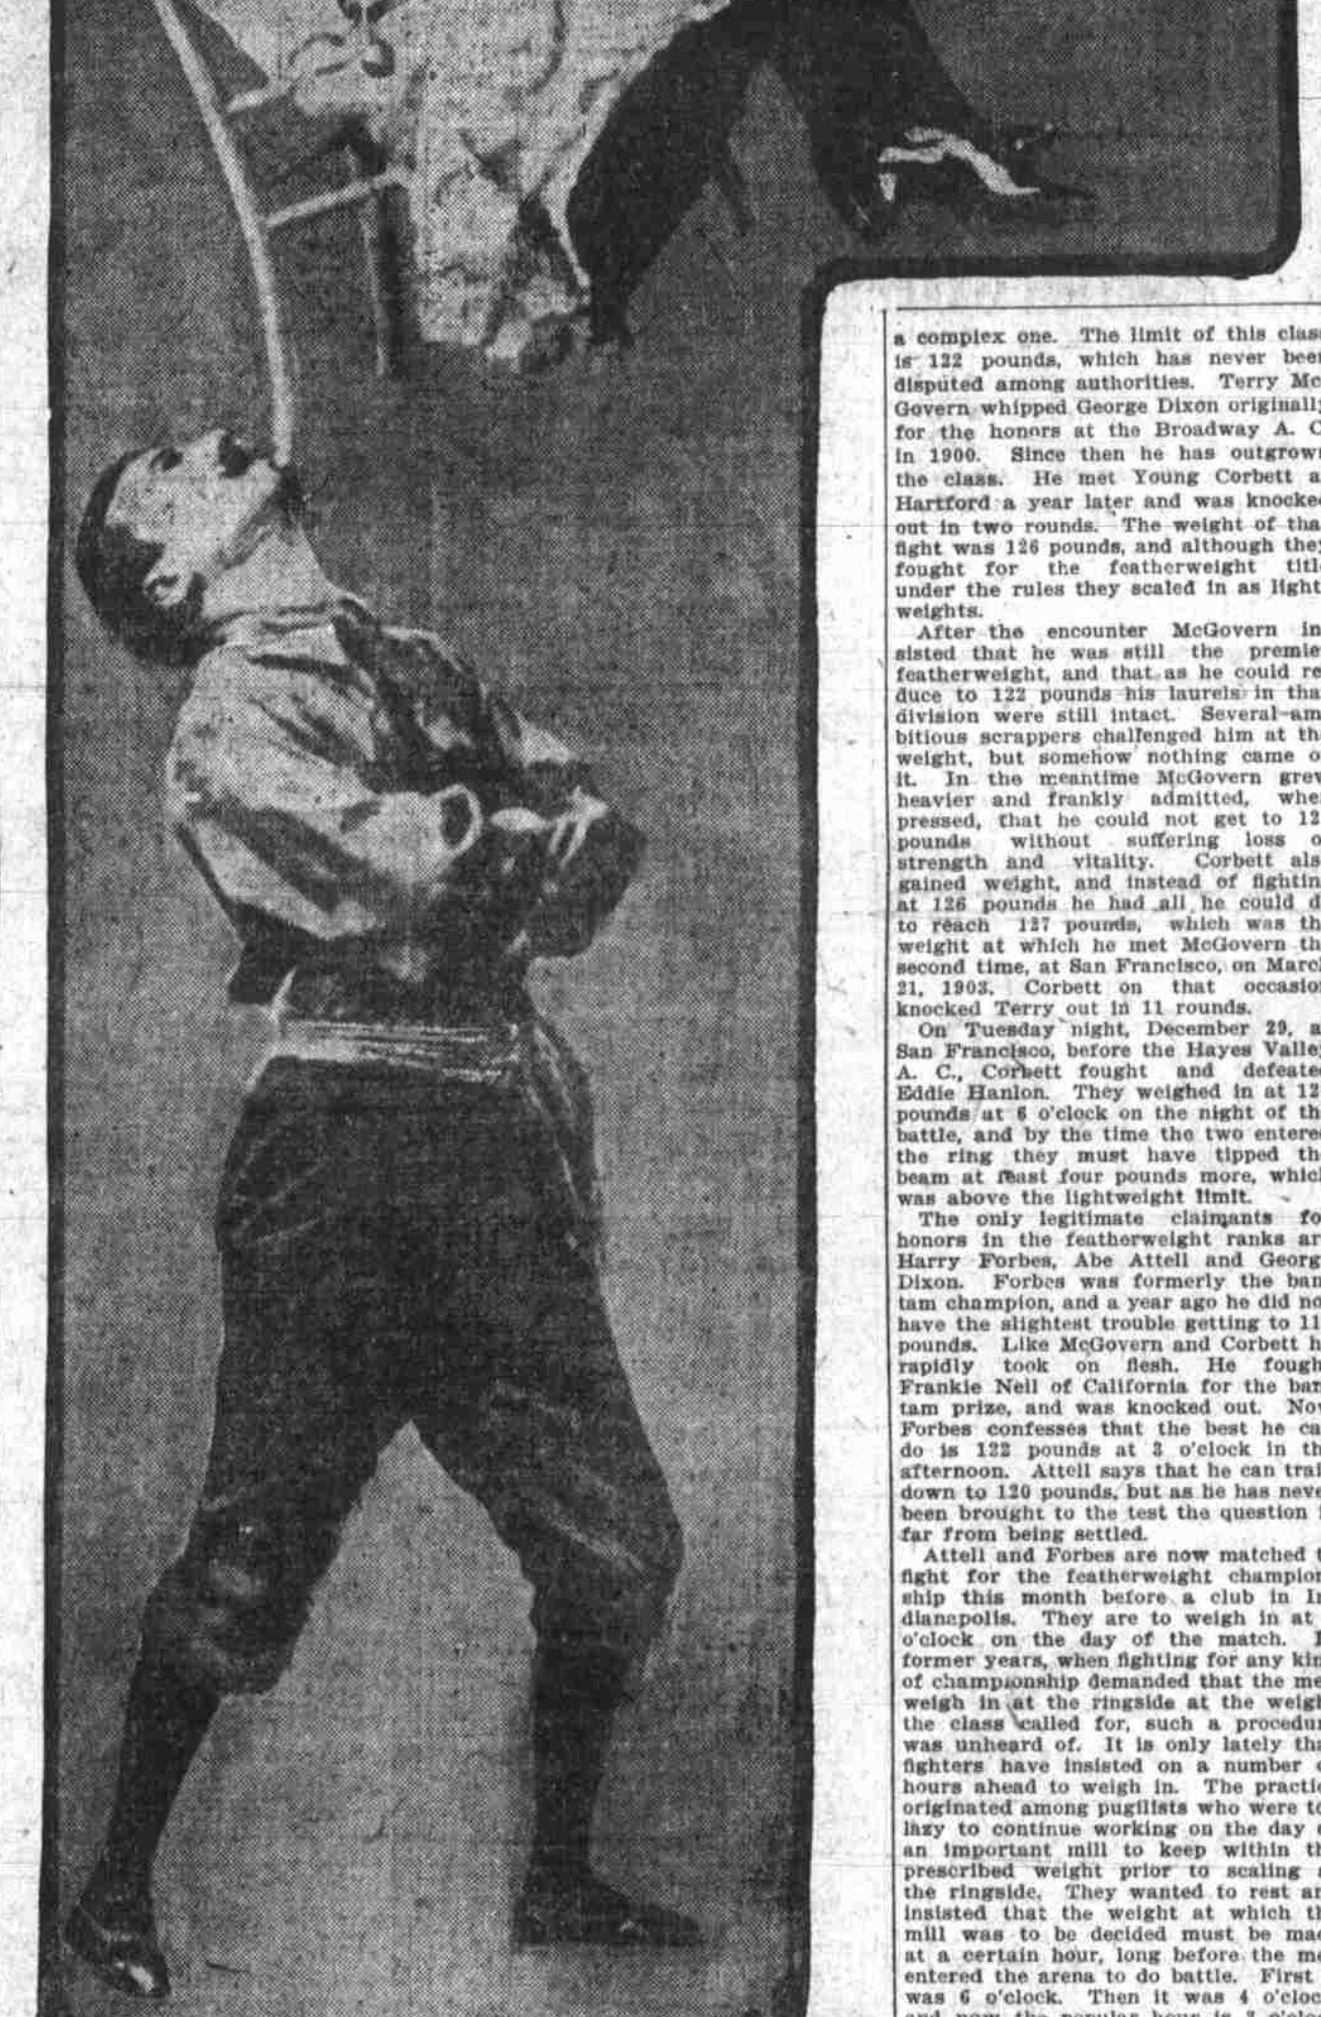 a complex one. The limit of this clas
is 122 pounds, which has never bee
disputed among authorities. Terry Mc
Govern whipped George Dixon originall
for the honors at the Broadway A. C
in 1900. Since then he has outgrow
the class. He met Young Corbett a
Hartford a year later and was knocke
out in two rounds. The weight of tha
fight was 126 pounds, and although they
fought for the featherweight titl
under the rules they scaled in as light
weights.
After the encounter McGovern in
sisted that he was still the premie
featherweight, and that as he could re
duce to 122 pounds his laurels in tha
division were still intact. Several am
bitious scrappers challenged him at th
weight, but somehow nothing came o
it. In the meantime McGovern grew
heavier and frankly admitted, whe
pressed, that he could not get to 12
pounds without suffering loss o
strength and vitality. Corbett als
gained weight, and instead of fightin
at 126 pounds he had all he could d
to reach 127 pounds, which was th
weight at which he met McGovern th
second time, at San Francisco, on Marc
21, 1903. Corbett on that occasio
knocked Terry out in 11 rounds.
On Tuesday night, December 29, a
San Francisco, before the Hayes Valle
A. C., Corbett fought and defeate
Eddie Hanlon. They weighed in at 12
pounds at 6 o'clock on the night of th
battle, and by the time the two entere
the ring they must have tipped th
beam at least four pounds more, whic
was above the lightweight limit.
The only legitimate claimants fo
honors in the featherweight ranks ar
Harry Forbes, Abe Attell and Georg
Dixon. Forbes was formerly the ban
tam champion, and a year ago he did no
have the slightest trouble getting to 11
pounds. Like McGovern and Corbett h
rapidly took on flesh. He fough
Frankie Neil of California for the ban
tam prize, and was knocked out. Nov
Forbes confesses that the best he ca
do is 122 pounds at 3 o'clock in th
afternoon. Attell says that he can trai
down to 120 pounds, but as he has neve
been brought to the test the question i
far from being settled.
Attell and Forbes are now matched t
fight for the featherweight champion
ship this month before a club in In
dianapolis. They are to weigh in at
o'clock on the day of the match. I
former years, when fighting for any kin
of championship demanded that the me
weigh in at the ringside at the weigh
the class called for, such a procedur
was unheard of. It is only lately tha
fighters have insisted on a number o
hours ahead to weigh in. The practic
originated among pugilists who were to
lazy to continue working on the day o
an important mill to keep within th
prescribed weight prior to scaling a
the ringside. They wanted to rest an
insisted that the weight at which th
mill was to be decided must be mad
at a certain hour, long before the me
entered the arena to do battle. First
was 6 o'clock. Then it was 4 o'cloc
and now the popular hour is 3 o'cloc